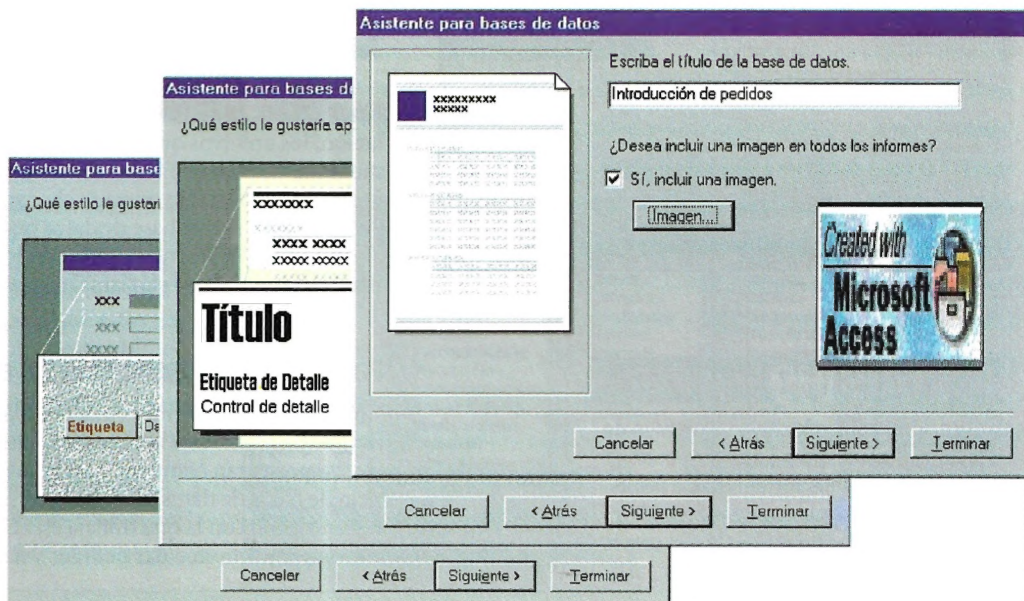 Asistente para bases de datos
Escriba el título de la base de datos.
Introducción de pedidos
¿Desea incluir una imagen en todos los informes?
Sí, incluir una imagen.
Imagen...
XXXXXXXXX
XXXXX
Created with
Microsoft
Access
Cancelar
< Atrás
Siguiente >
Terminar
Asistente para bases de
¿Qué estilo le gustaría ap
XXXXXXX
XXXXXXX
XXXX XXXX
XXXXX XXXXX
Título
Etiqueta de Detalle
Control de detalle
Cancelar
< Atrás
Siguiente >
Terminar
Asistente para base
¿Qué estilo le gustarí
XXX
XXX
XXXX
Etiqueta
Da
Cancelar
< Atrás
Siguiente >
Terminar